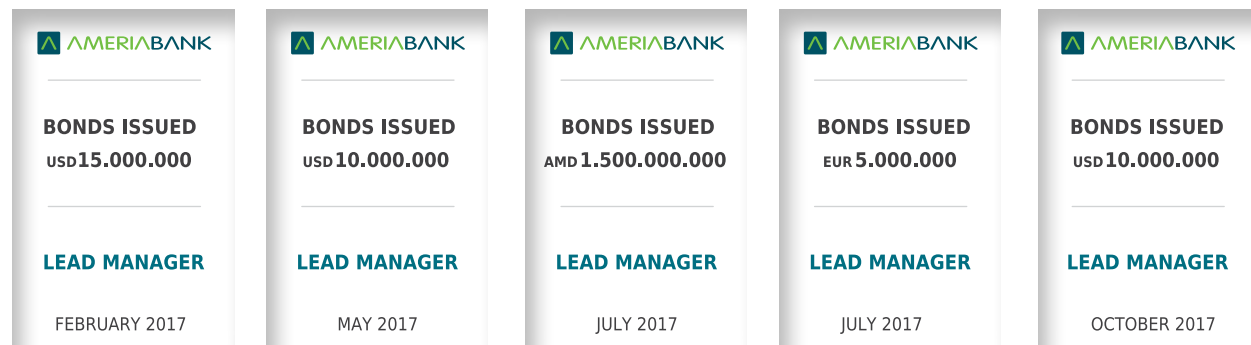 AMERIABANK
BONDS ISSUED
USD 15.000.000
LEAD MANAGER
FEBRUARY 2017
AMERIABANK
BONDS ISSUED
USD 10.000.000
LEAD MANAGER
MAY 2017
AMERIABANK
BONDS ISSUED
AMD 1.500.000.000
LEAD MANAGER
JULY 2017
AMERIABANK
BONDS ISSUED
EUR 5.000.000
LEAD MANAGER
JULY 2017
AMERIABANK
BONDS ISSUED
USD 10.000.000
LEAD MANAGER
OCTOBER 2017